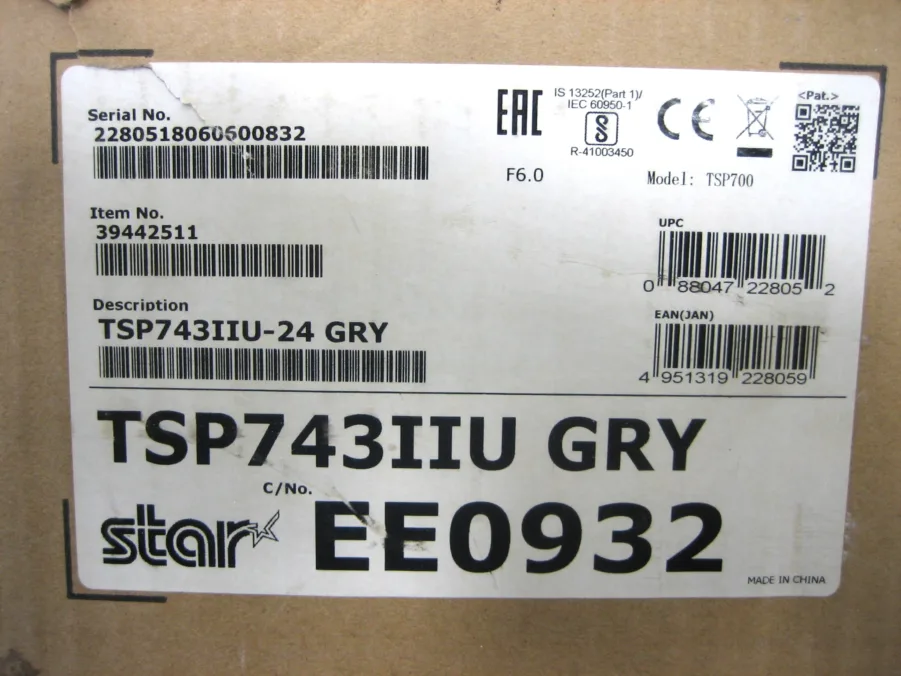 Serial No.
2280518060600832
EAC
IS 13252(Part 1)/
IEC 60950-1
S
R-41003450
CE
<Pat.>
F6.0
Model: TSP700
Item No.
39442511
UPC
0 88047 22805 2
Description
TSP743IIU-24 GRY
EAN(JAN)
4 951319 228059
TSP743IIU GRY
C/No.
star
EE0932
MADE IN CHINA